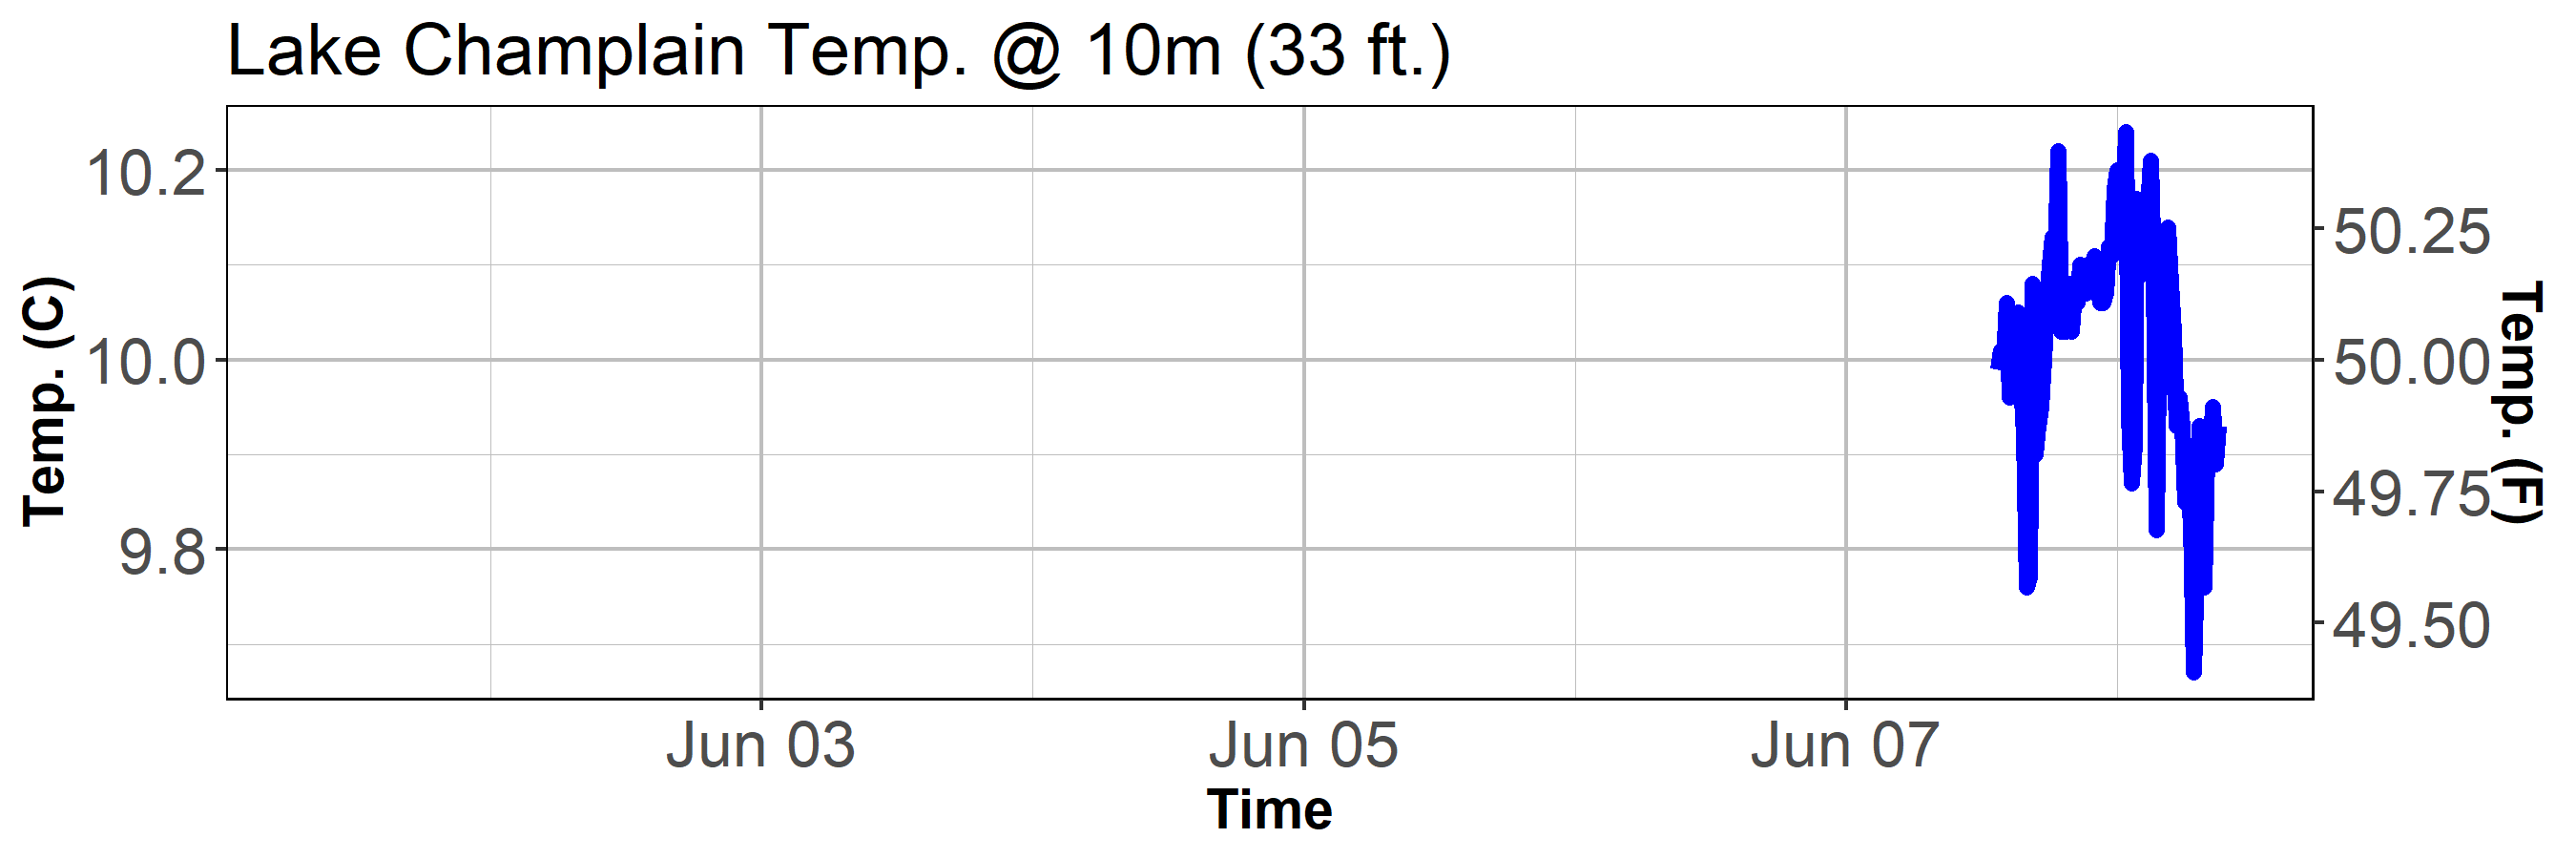 Lake Champlain Temp. @ 10m (33 ft.)
Temp. (C)
10.2
10.0
9.8
50.25
50.00
49.75
49.50
Temp. (F)
Jun 03
Jun 05
Jun 07
Time